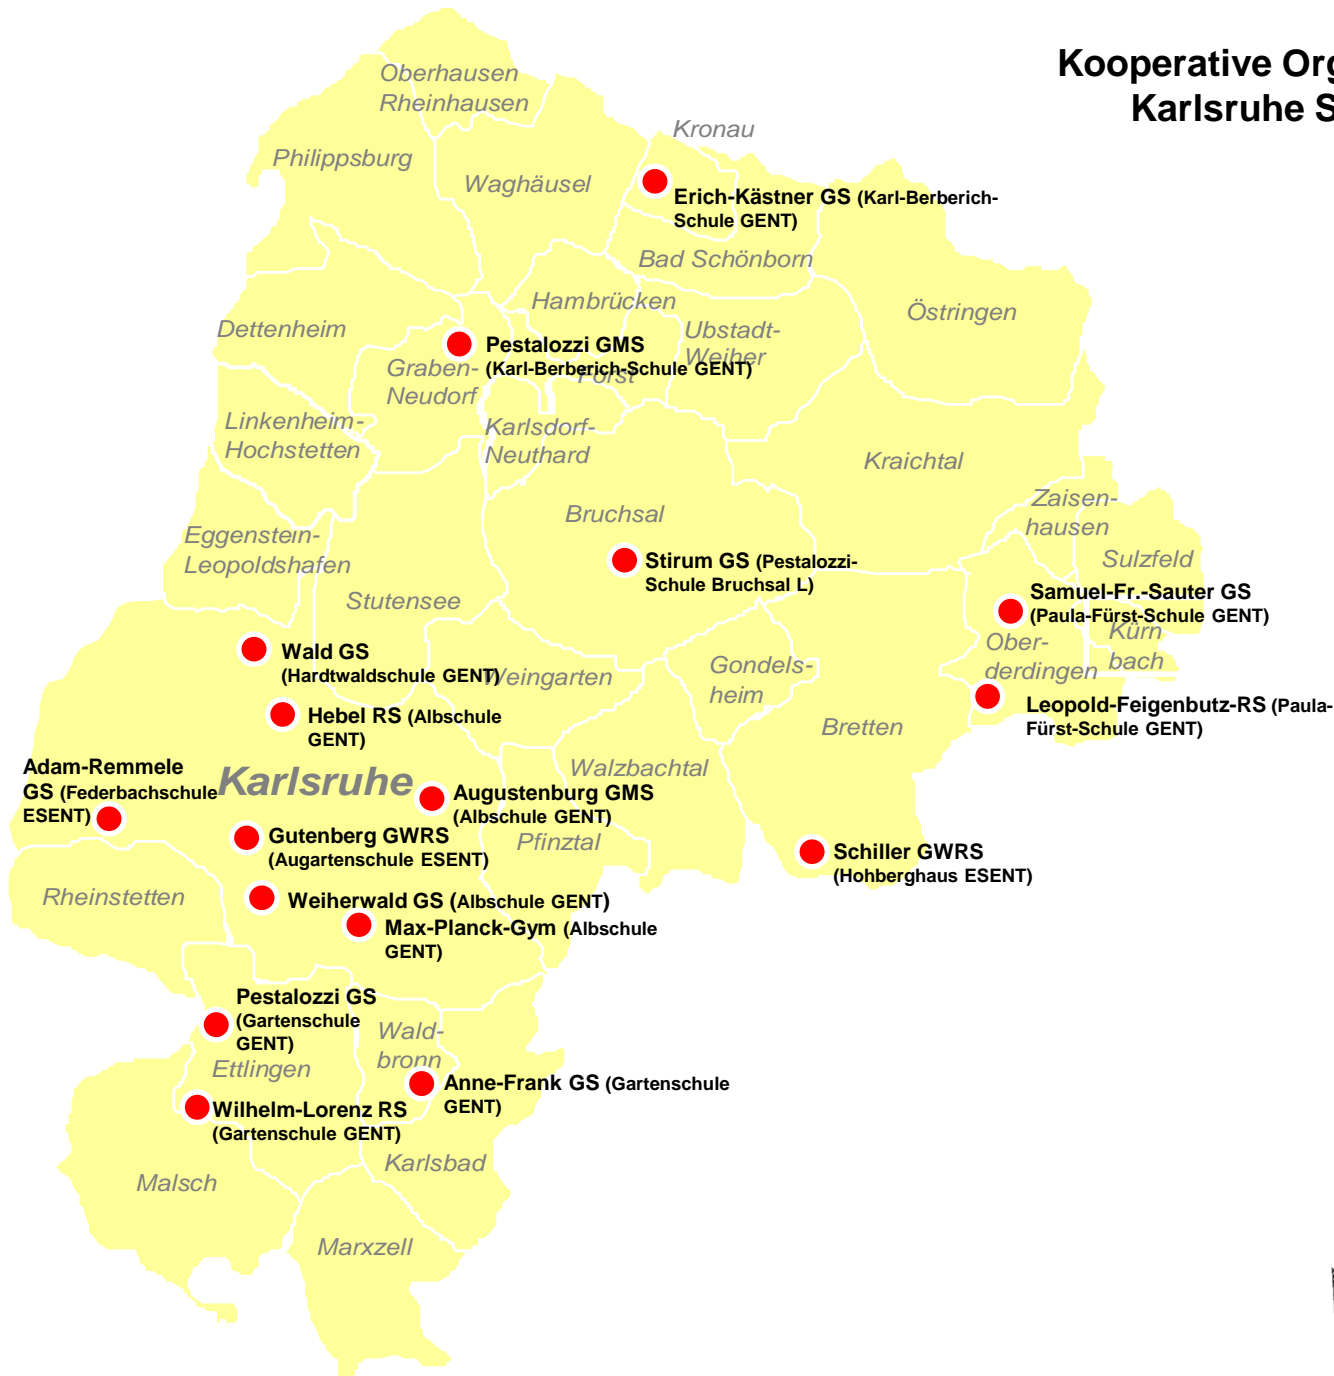 Kooperative Org
Karlsruhe S
Oberhausen
Rheinhausen
Kronau
Philippsburg
Waghäusel
Erich-Kästner GS (Karl-Berberich-
Schule GENT)
Bad Schönborn
Hambrücken
Östringen
Dettenheim
Ubstadt-
Weiher
Pestalozzi GMS
(Karl-Berberich-Schule GENT)
Graben-
Neudorf
Forst
Linkenheim-
Hochstetten
Karlsdorf-
Neuthard
Kraichtal
Zaisen-
hausen
Bruchsal
Eggenstein-
Leopoldshafen
Sulzfeld
Stirum GS (Pestalozzi-
Schule Bruchsal L)
Stutensee
Samuel-Fr.-Sauter GS
(Paula-Fürst-Schule GENT)
Kürn
bach
Ober-
derdingen
Wald GS
(Hardtwaldschule GENT)
Weingarten
Gondels-
heim
Leopold-Feigenbutz-RS (Paula-
Fürst-Schule GENT)
Hebel RS (Albschule
GENT)
Bretten
Adam-Remmele
GS (Federbachschule
ESENT)
Karlsruhe
Walzbachtal
Augustenburg GMS
(Albschule GENT)
Gutenberg GWRS
(Augartenschule ESENT)
Pfinztal
Schiller GWRS
(Hohberghaus ESENT)
Rheinstetten
Weiherwald GS (Albschule GENT)
Max-Planck-Gym (Albschule
GENT)
Pestalozzi GS
(Gartenschule
GENT)
Wald-
bronn
Ettlingen
Anne-Frank GS (Gartenschule
GENT)
Wilhelm-Lorenz RS
(Gartenschule GENT)
Karlsbad
Malsch
Marxzell